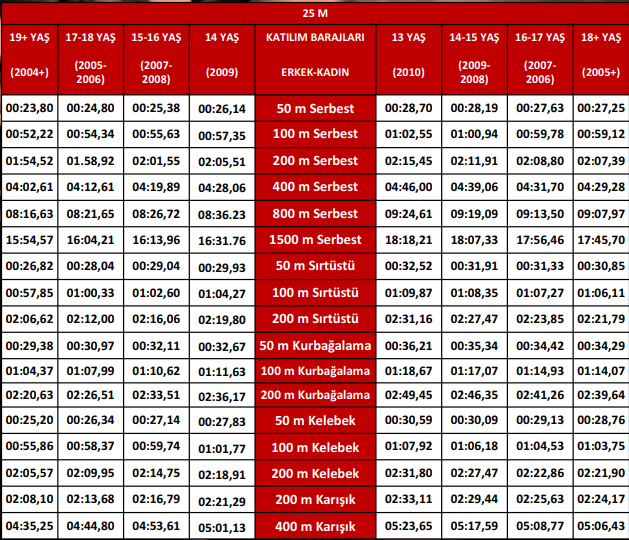 25 M
19+ YAŞ 17-18 YAŞ 15-16 YAŞ 14 YAŞ KATILIM BARAJLARI 13 YAŞ 14-15 YAŞ 16-17 YAŞ 18+ YAŞ
(2004+) (2005-2006) (2007-2008) (2009) ERKEK-KADIN (2010) (2009-2008) (2007-2006) (2005+)
00:23,80 00:24,80 00:25,38 00:26,14 50 m Serbest 00:28,70 00:28,19 00:27,63 00:27,25
00:52,22 00:54,34 00:55,63 00:57,35 100 m Serbest 01:02,55 01:00,94 00:59,78 00:59,12
01:54,52 01:58,92 02:01,55 02:05,51 200 m Serbest 02:15,45 02:11,91 02:08,80 02:07,39
04:02,61 04:12,61 04:19,89 04:28,06 400 m Serbest 04:46,00 04:39,06 04:31,70 04:29,28
08:16,63 08:21,65 08:26,72 08:36.23 800 m Serbest 09:24,61 09:19,09 09:13,50 09:07,97
15:54,57 16:04,21 16:13,96 16:31.76 1500 m Serbest 18:18,21 18:07,33 17:56,46 17:45,70
00:26,82 00:28,04 00:29,04 00:29,93 50 m Sırtüstü 00:32,52 00:31,91 00:31,33 00:30,85
00:57,85 01:00,33 01:02,60 01:04,27 100 m Sırtüstü 01:09,87 01:08,35 01:07,27 01:06,11
02:06,62 02:12,00 02:16,06 02:19,80 200 m Sırtüstü 02:31,16 02:27,47 02:23,85 02:21,79
00:29,38 00:30,97 00:32,11 00:32,67 50 m Kurbağalama 00:36,21 00:35,34 00:34,42 00:34,29
01:04,37 01:07,99 01:10,62 01:11,63 100 m Kurbağalama 01:18,67 01:17,07 01:14,93 01:14,07
02:20,63 02:26,51 02:33,51 02:36,17 200 m Kurbağalama 02:49,45 02:46,35 02:41,26 02:39,64
00:25,20 00:26,34 00:27,14 00:27,83 50 m Kelebek 00:30,59 00:30,09 00:29,13 00:28,76
00:55,86 00:58,37 00:59,74 01:01,77 100 m Kelebek 01:07,92 01:06,18 01:04,53 01:03,75
02:05,57 02:09,95 02:14,75 02:18,91 200 m Kelebek 02:31,80 02:27,47 02:22,86 02:21,90
02:08,10 02:13,68 02:16,79 02:21,29 200 m Karışık 02:33,11 02:29,44 02:25,63 02:24,17
04:35,25 04:44,80 04:53,61 05:01,13 400 m Karışık 05:23,65 05:17,59 05:08,77 05:06,43